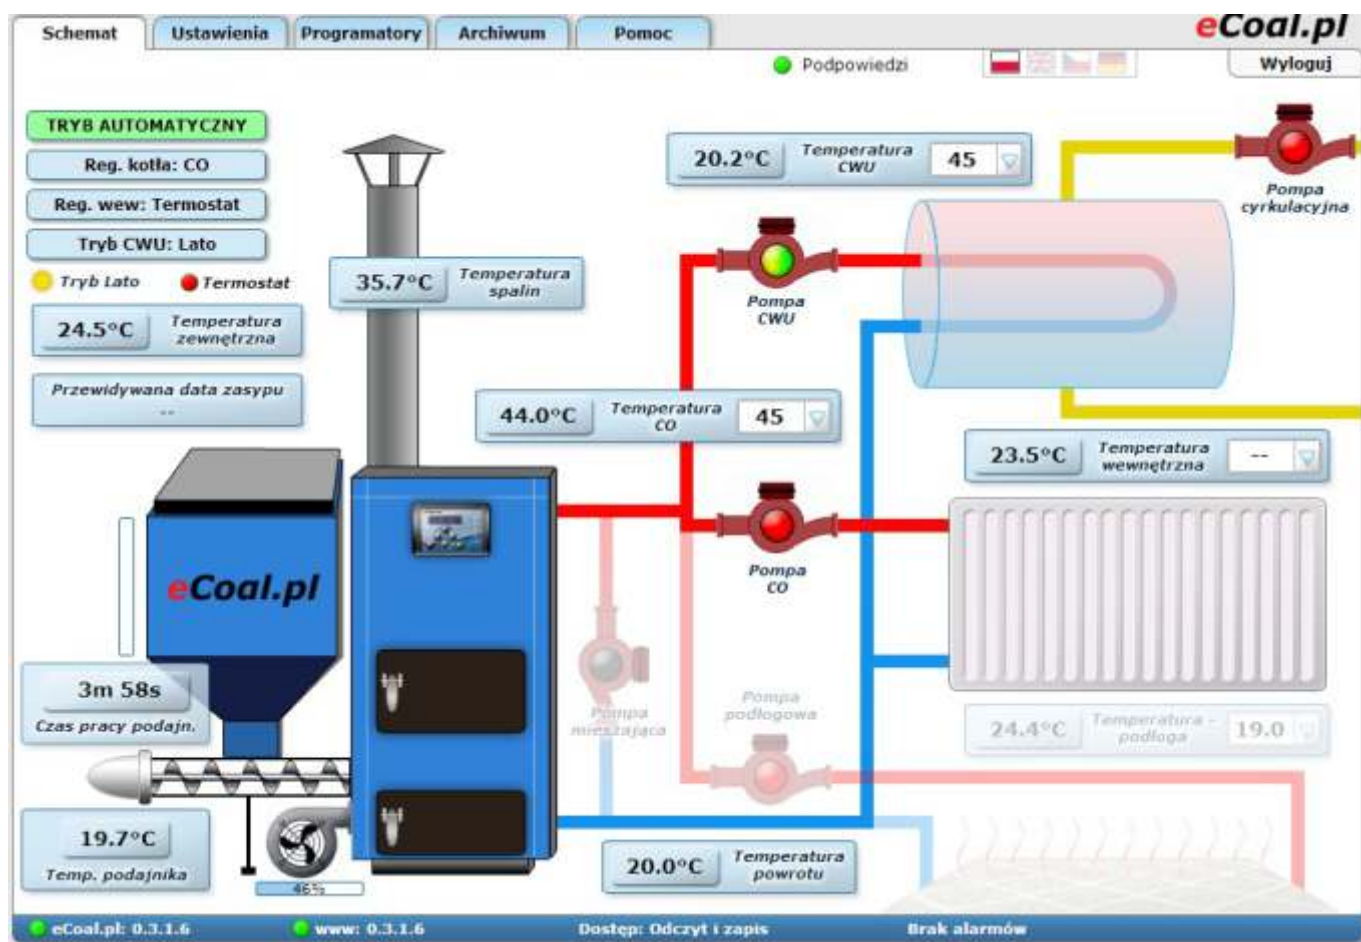 Schemat
Ustawienia
Programatory
Archiwum
Pomoc
eCoal.pl
Podpowiedzi
Wyloguj
TRYB AUTOMATYCZNY
Reg. kotła: CO
Reg. wew: Termostat
Tryb CWU: Lato
Tryb Lato
Termostat
24.5°C
Temperatura
zewnętrzna
Przewidywana data zasypu
--
35.7°C
Temperatura
spalin
20.2°C
Temperatura
CWU
45
Pompa
cyrkulacyjna
Pompa
CWU
44.0°C
Temperatura
CO
45
23.5°C
Temperatura
wewnętrzna
--
eCoal.pl
Pompa
CO
3m 58s
Czas pracy podajn.
Pompa
mieszająca
Pompa
podłogowa
24.4°C
Temperatura -
podłoga
19.0
19.7°C
Temp. podajnika
46%
20.0°C
Temperatura
powrotu
eCoal.pl: 0.3.1.6
www: 0.3.1.6
Dostęp: Odczyt i zapis
Brak alarmów